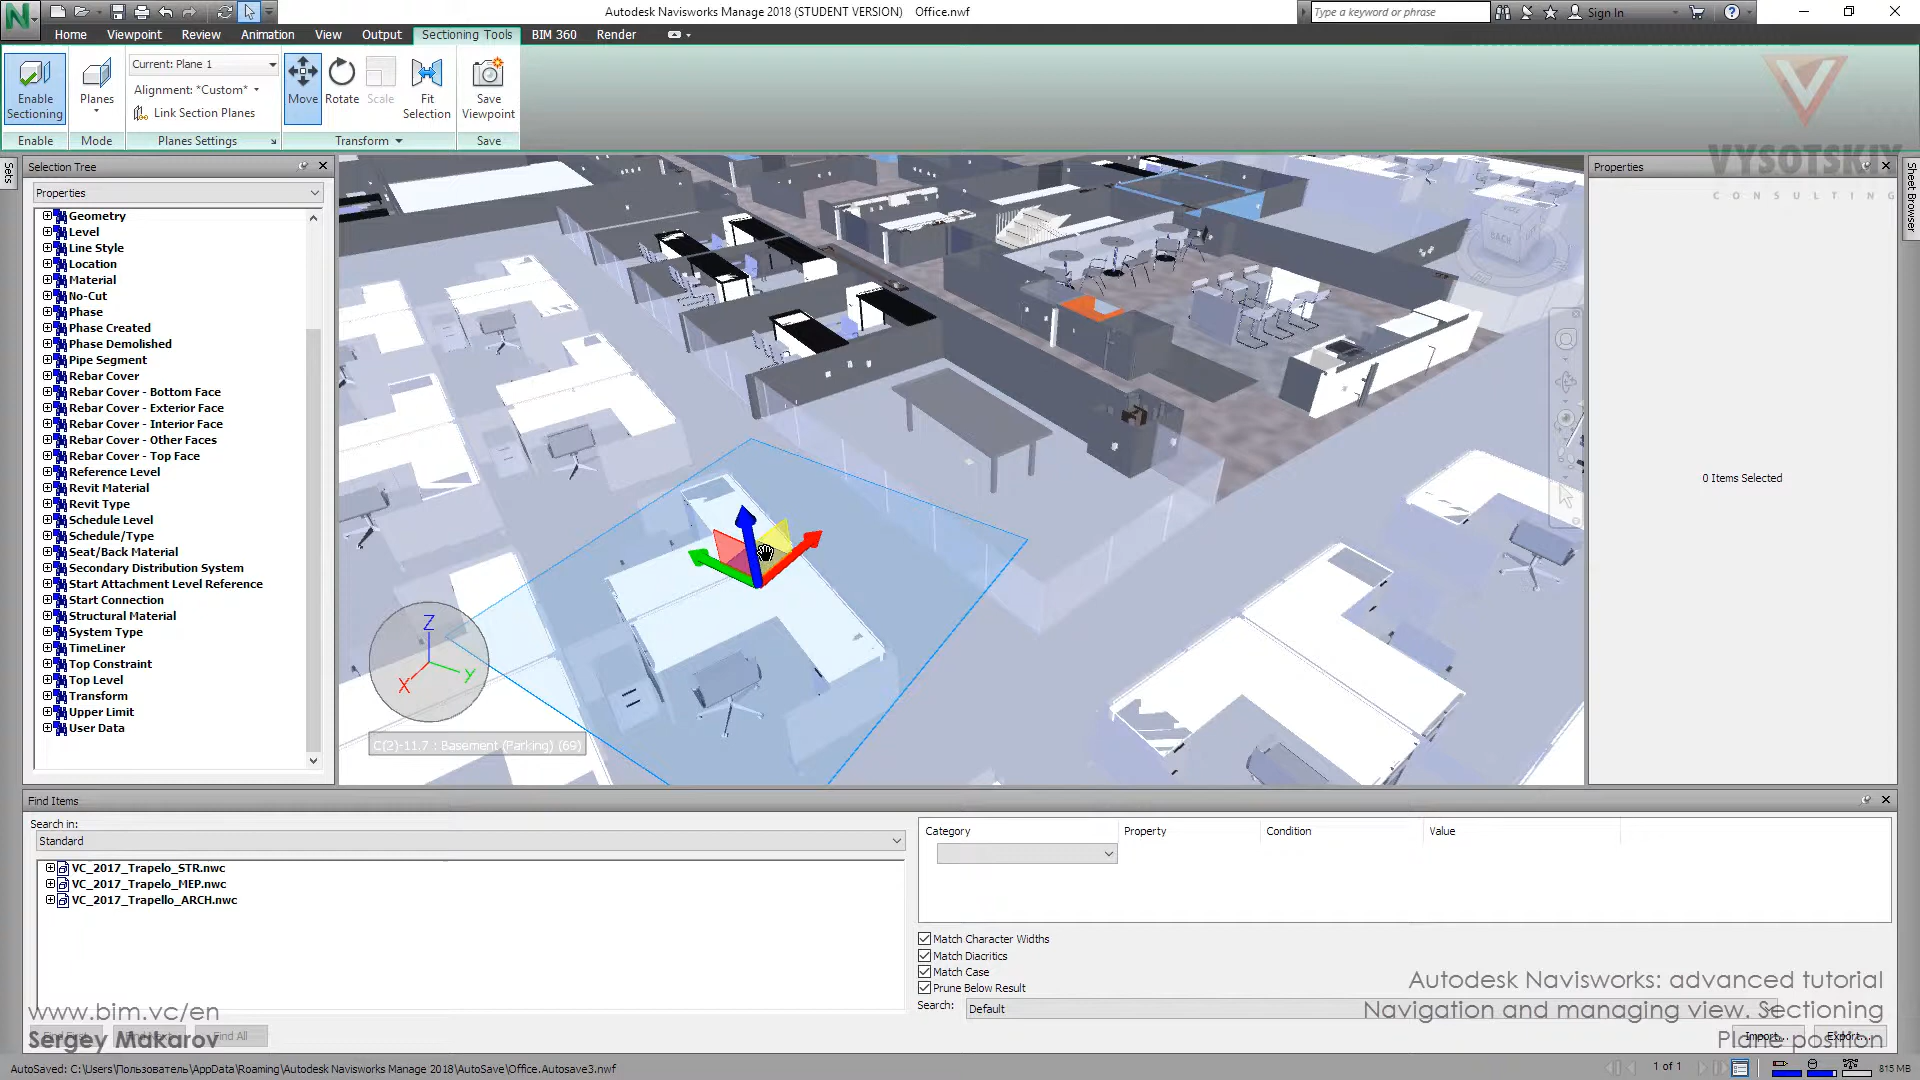 Autodesk Navisworks Manage 2018 (STUDENT VERSION) Office.nwf
Type a keyword or phrase
Sign In
Home Viewpoint Review Animation View Output Sectioning Tools BIM 360 Render
Enable Sectioning
Planes
Current: Plane 1
Alignment: *Custom*
Link Section Planes
Move Rotate Scale Fit Selection
Save Viewpoint
Enable Mode Planes Settings Transform Save
VYSOTSKIY
CONSULTING
Sets
Selection Tree
Properties
Sheet Browser
Properties
Geometry
Level
Line Style
Location
Material
No-Cut
Phase
Phase Created
Phase Demolished
Pipe Segment
Rebar Cover
Rebar Cover - Bottom Face
Rebar Cover - Exterior Face
Rebar Cover - Interior Face
Rebar Cover - Other Faces
Rebar Cover - Top Face
Reference Level
Revit Material
Revit Type
Schedule Level
Schedule/Type
Seat/Back Material
Secondary Distribution System
Start Attachment Level Reference
Start Connection
Structural Material
System Type
TimeLiner
Top Constraint
Top Level
Transform
Upper Limit
User Data
BACK
Z
X
Y
C(2)-11.7 : Basement (Parking) (69)
0 Items Selected
Find Items
Search in:
Standard
VC_2017_Trapelo_STR.nwc
VC_2017_Trapelo_MEP.nwc
VC_2017_Trapello_ARCH.nwc
Category Property Condition Value
Match Character Widths
Match Diacritics
Match Case
Prune Below Result
Search: Default
Import... Export...
Find All
www.bim.vc/en
Sergey Makarov
Autodesk Navisworks: advanced tutorial
Navigation and managing view. Sectioning
Plane position
AutoSaved: C:\Users\Пользователь\AppData\Roaming\Autodesk Navisworks Manage 2018\AutoSave\Office.Autosave3.nwf
1 of 1
815 MB